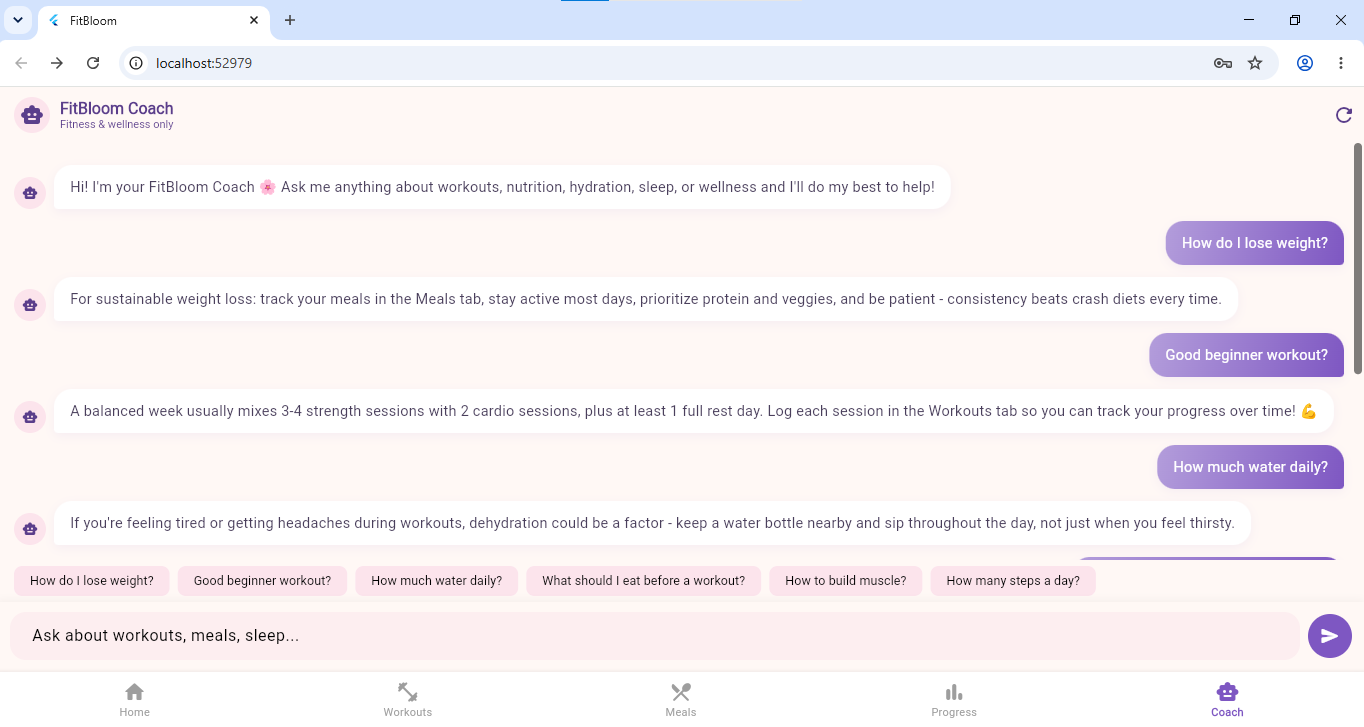 FitBloom
localhost:52979
FitBloom Coach
Fitness & wellness only
Hi! I'm your FitBloom Coach 🌸 Ask me anything about workouts, nutrition, hydration, sleep, or wellness and I'll do my best to help!
How do I lose weight?
For sustainable weight loss: track your meals in the Meals tab, stay active most days, prioritize protein and veggies, and be patient - consistency beats crash diets every time.
Good beginner workout?
A balanced week usually mixes 3-4 strength sessions with 2 cardio sessions, plus at least 1 full rest day. Log each session in the Workouts tab so you can track your progress over time! 💪
How much water daily?
If you're feeling tired or getting headaches during workouts, dehydration could be a factor - keep a water bottle nearby and sip throughout the day, not just when you feel thirsty.
How do I lose weight?
Good beginner workout?
How much water daily?
What should I eat before a workout?
How to build muscle?
How many steps a day?
Ask about workouts, meals, sleep...
Home
Workouts
Meals
Progress
Coach